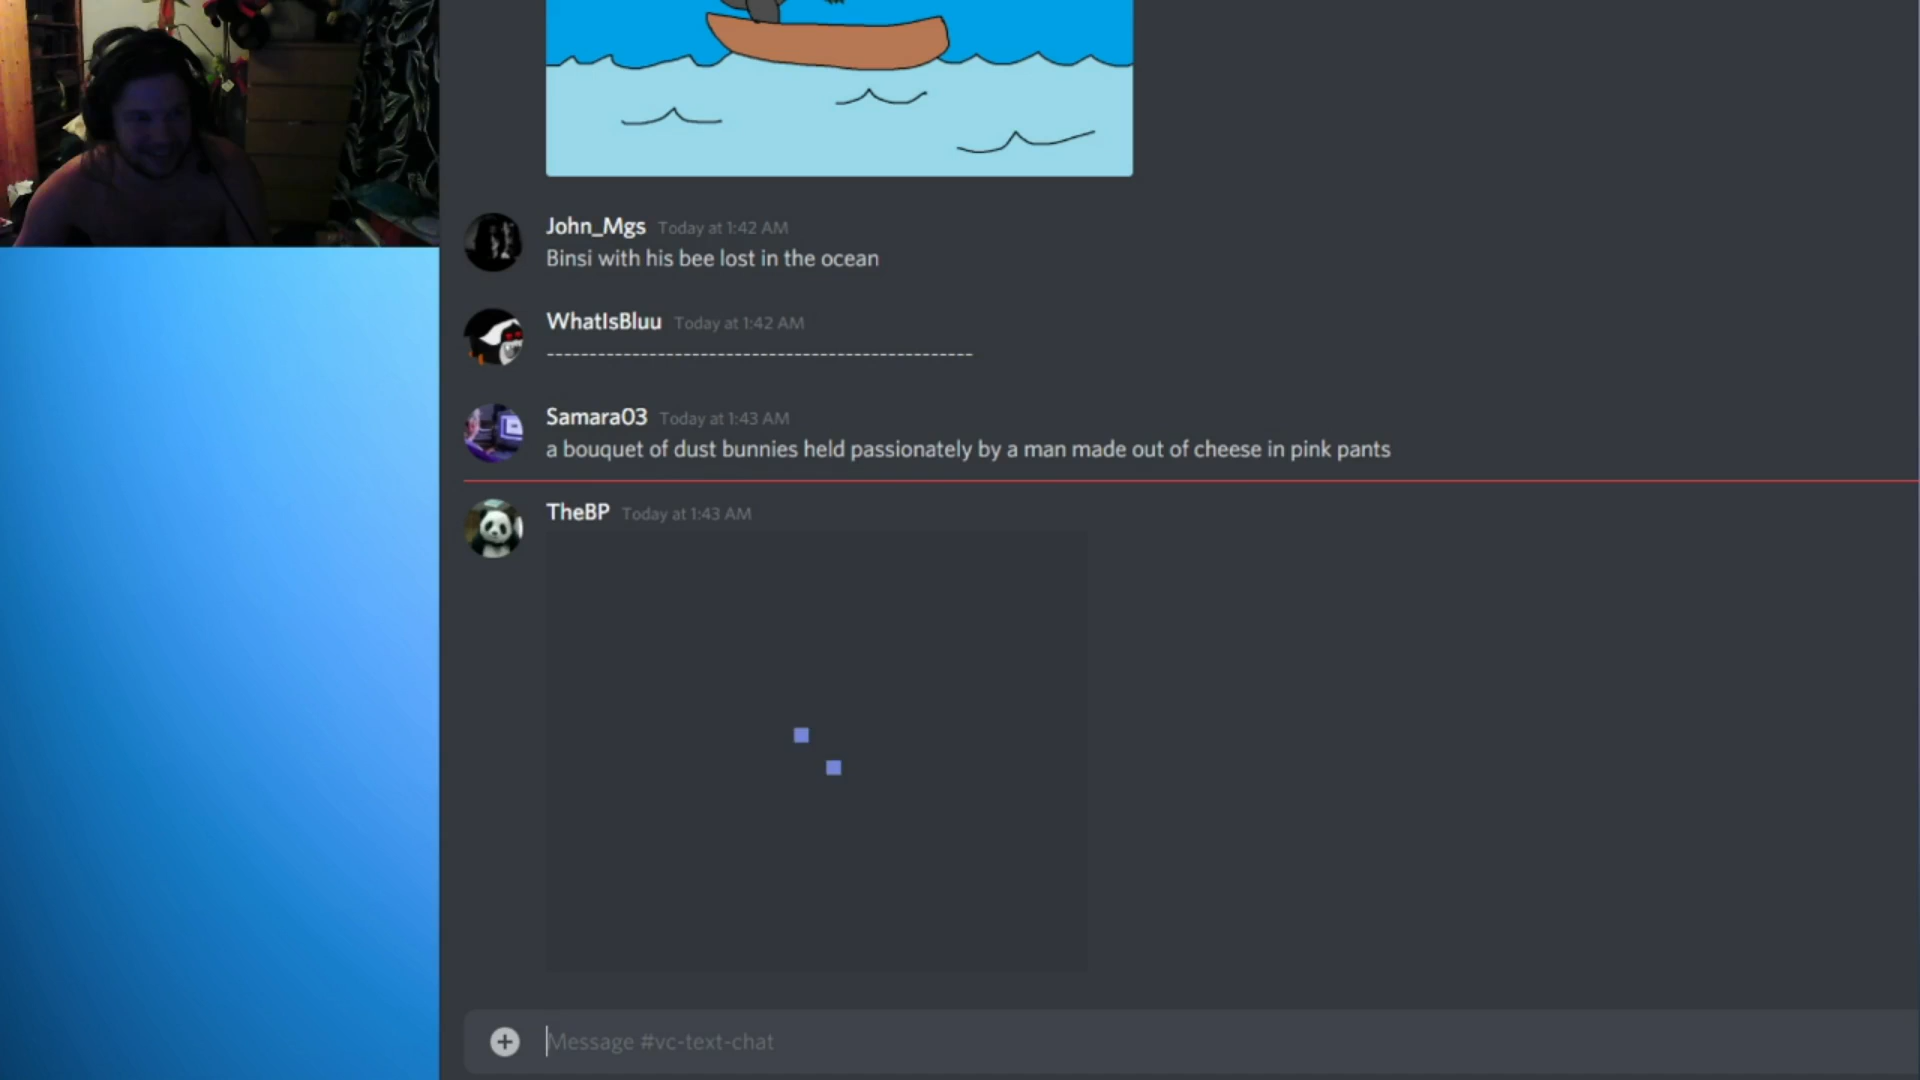 John_Mgs Today at 1:42 AM
Binsi with his bee lost in the ocean
WhatIsBluu Today at 1:42 AM
--------------------------------------------------
Samara03 Today at 1:43 AM
a bouquet of dust bunnies held passionately by a man made out of cheese in pink pants
TheBP Today at 1:43 AM
Message #vc-text-chat